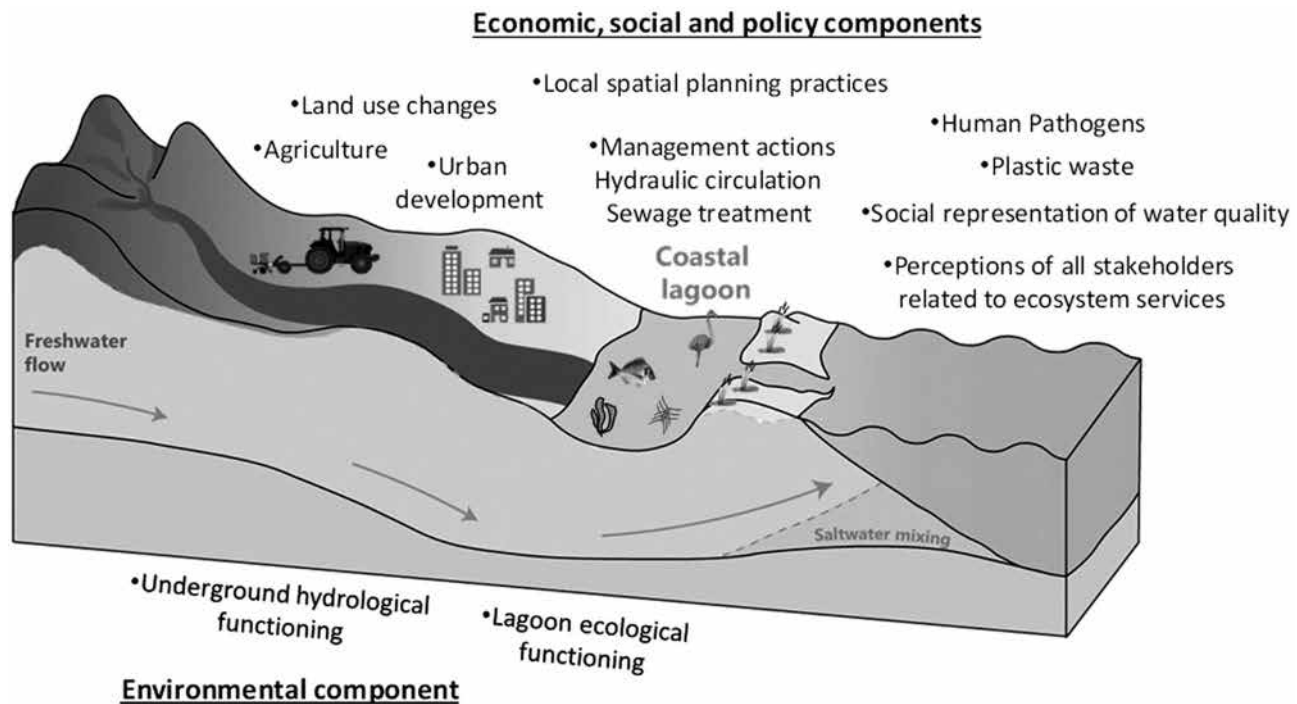 Economic, social and policy components
•Local spatial planning practices
•Land use changes
•Human Pathogens
•Agriculture
•Management actions
Hydraulic circulation
Sewage treatment
•Urban
development
•Plastic waste
•Social representation of water quality
Coastal
lagoon
•Perceptions of all stakeholders
related to ecosystem services
Freshwater
flow
Saltwater mixing
•Underground hydrological
functioning
•Lagoon ecological
functioning
Environmental component